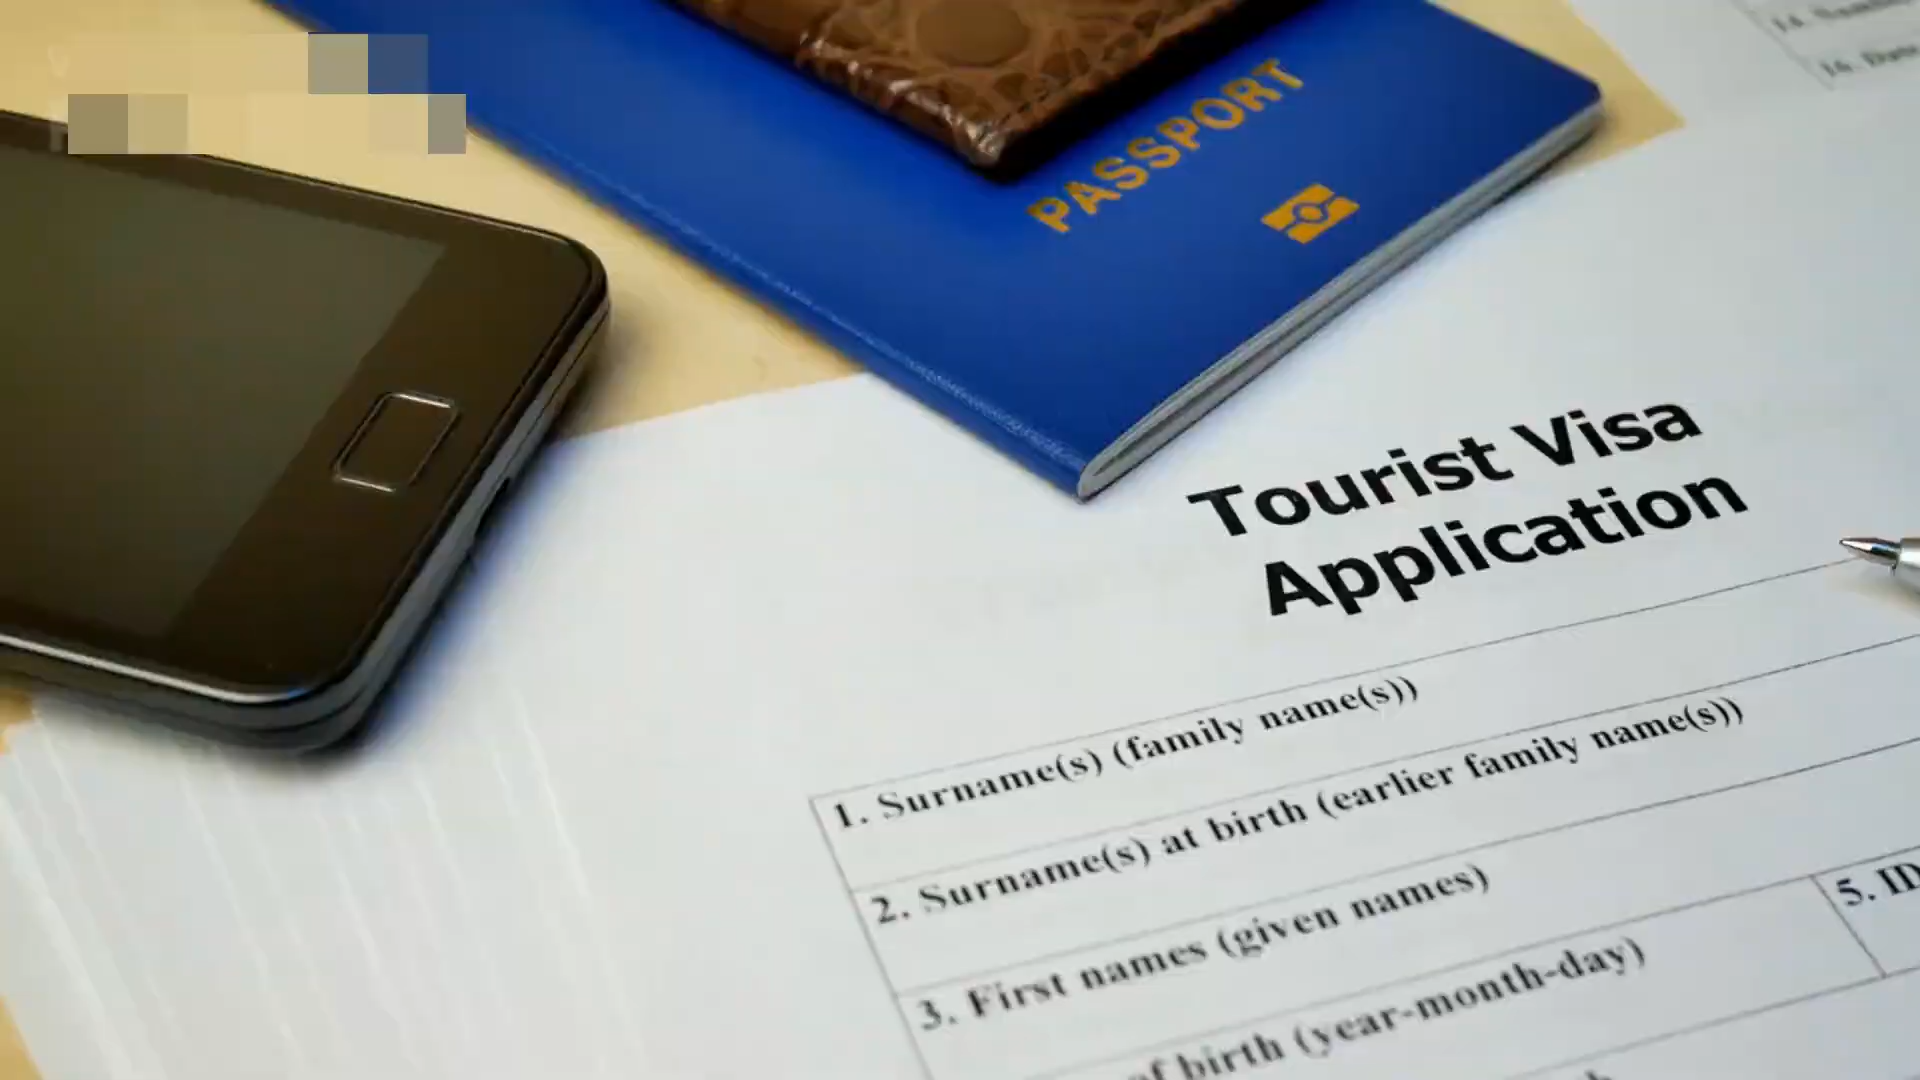 PASSPORT
Tourist Visa
Application
1. Surname(s) (family name(s))
2. Surname(s) at birth (earlier family name(s))
3. First names (given names)
5. ID
of birth (year-month-day)